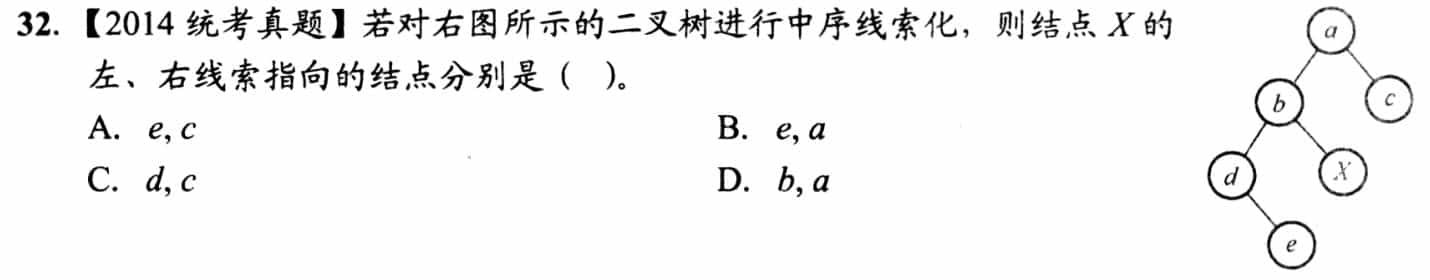 32. 【2014 统考真题】若对右图所示的二叉树进行中序线索化，则结点 X 的
左、右线索指向的结点分别是（ ）。
A. e, c
B. e, a
C. d, c
D. b, a
a
b
c
d
X
e